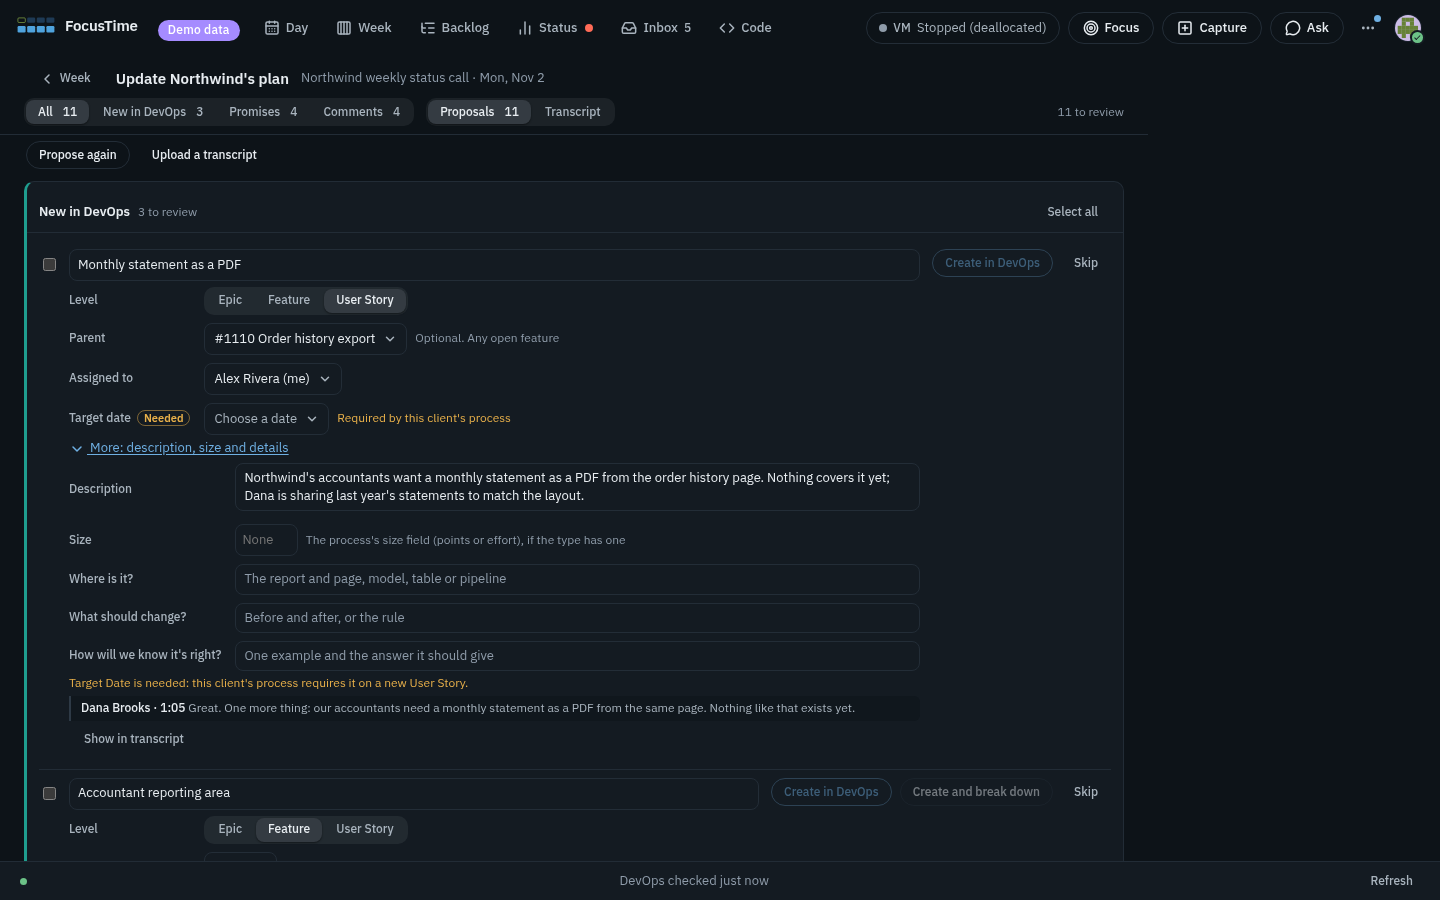 FocusTime
Demo data
Day
Week
Backlog
Status
Inbox 5
Code
VM Stopped (deallocated)
Focus
Capture
Ask
Week
Update Northwind's plan
Northwind weekly status call · Mon, Nov 2
All 11
New in DevOps 3
Promises 4
Comments 4
Proposals 11
Transcript
11 to review
Propose again
Upload a transcript
New in DevOps 3 to review
Select all
Monthly statement as a PDF
Create in DevOps
Skip
Level
Epic
Feature
User Story
Parent
#1110 Order history export
Optional. Any open feature
Assigned to
Alex Rivera (me)
Target date
Needed
Choose a date
Required by this client's process
More: description, size and details
Description
Northwind's accountants want a monthly statement as a PDF from the order history page. Nothing covers it yet;
Dana is sharing last year's statements to match the layout.
Size
None
The process's size field (points or effort), if the type has one
Where is it?
The report and page, model, table or pipeline
What should change?
Before and after, or the rule
How will we know it's right?
One example and the answer it should give
Target Date is needed: this client's process requires it on a new User Story.
Dana Brooks · 1:05 Great. One more thing: our accountants need a monthly statement as a PDF from the same page. Nothing like that exists yet.
Show in transcript
Accountant reporting area
Create in DevOps
Create and break down
Skip
Level
Epic
Feature
User Story
DevOps checked just now
Refresh